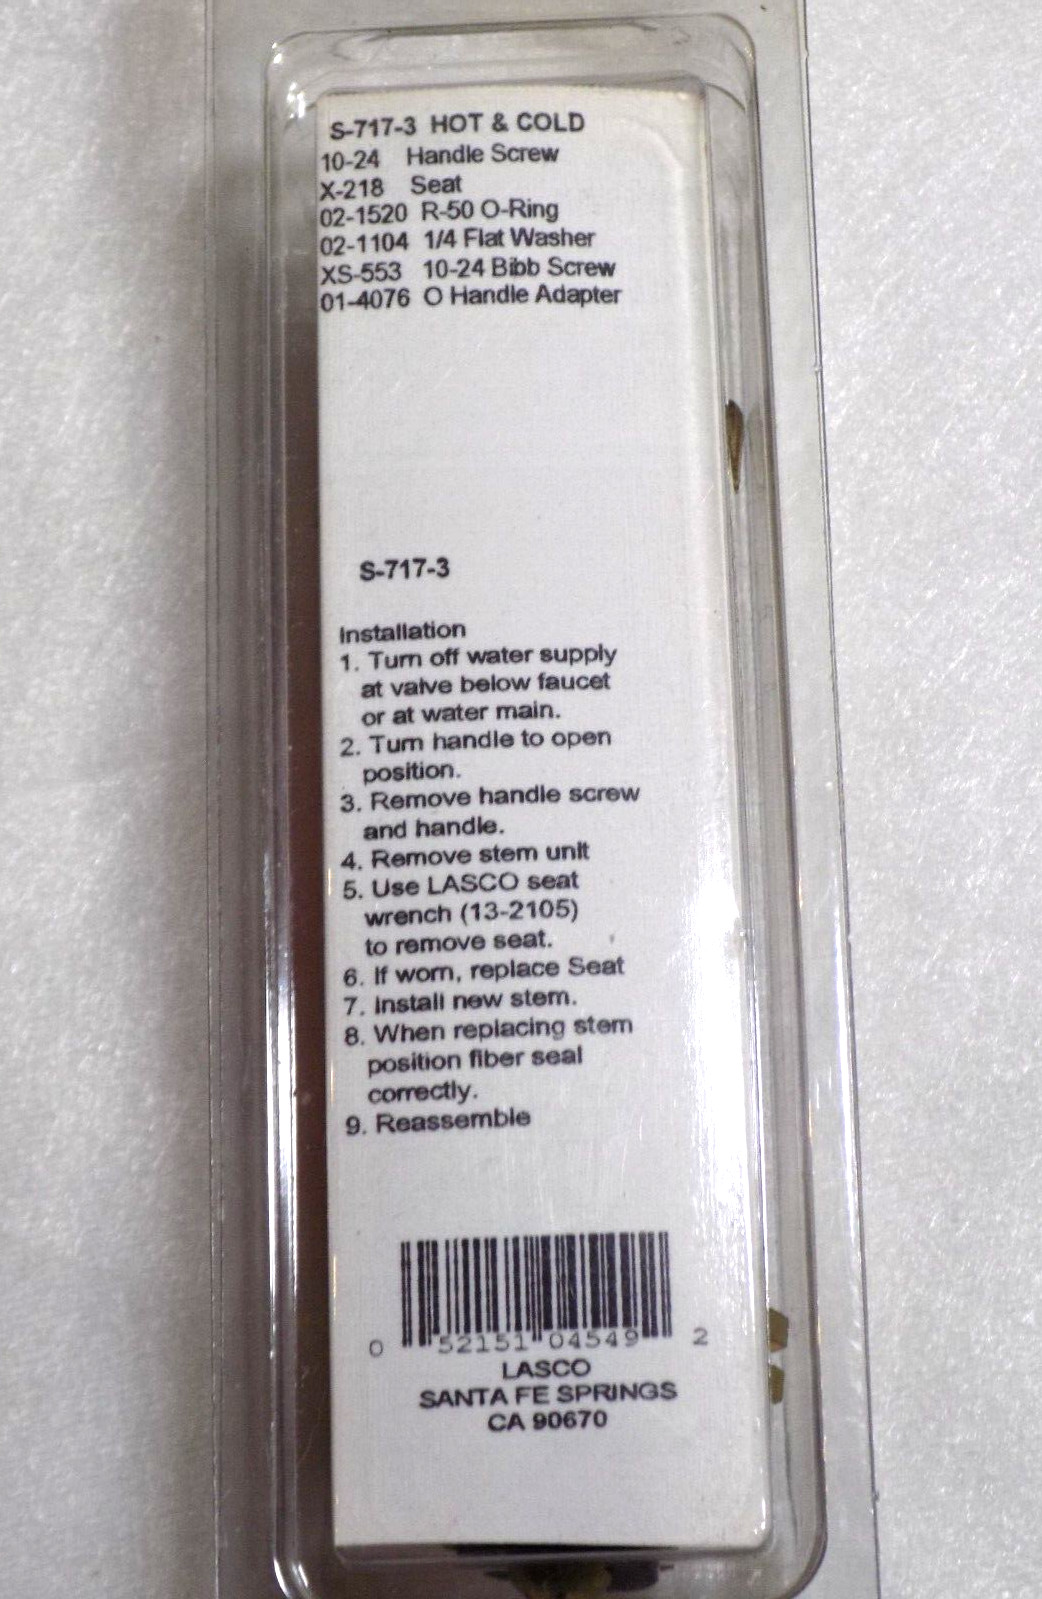 S-717-3 HOT & COLD
10-24 Handle Screw
X-218 Seat
02-1520 R-50 O-Ring
02-1104 1/4 Flat Washer
XS-553 10-24 Bibb Screw
01-4076 O Handle Adapter
S-717-3
Installation
1. Turn off water supply
at valve below faucet
or at water main.
2. Turn handle to open
position.
3. Remove handle screw
and handle.
4. Remove stem unit
5. Use LASCO seat
wrench (13-2105)
to remove seat.
6. If worn, replace Seat
7. Install new stem.
8. When replacing stem
position fiber seal
correctly.
9. Reassemble
0 52151 04549 2
LASCO
SANTA FE SPRINGS
CA 90670